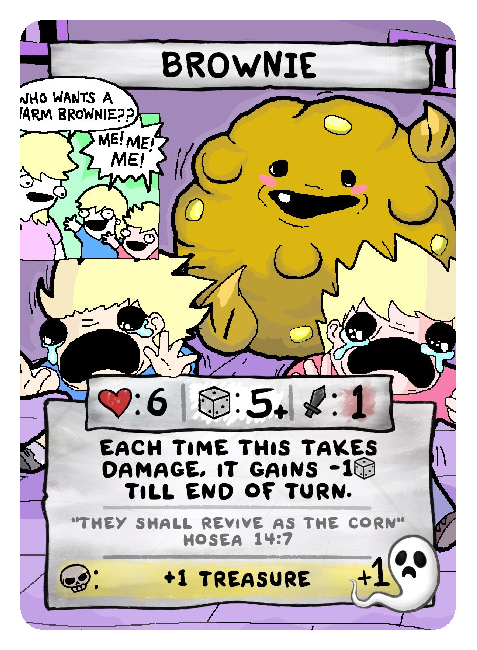 BROWNIE
WHO WANTS A
WARM BROWNIE??
ME! ME!
ME!
:6 :5+ :1
EACH TIME THIS TAKES
DAMAGE, IT GAINS -1
TILL END OF TURN.
"THEY SHALL REVIVE AS THE CORN"
HOSEA 14:7
: +1 TREASURE +1